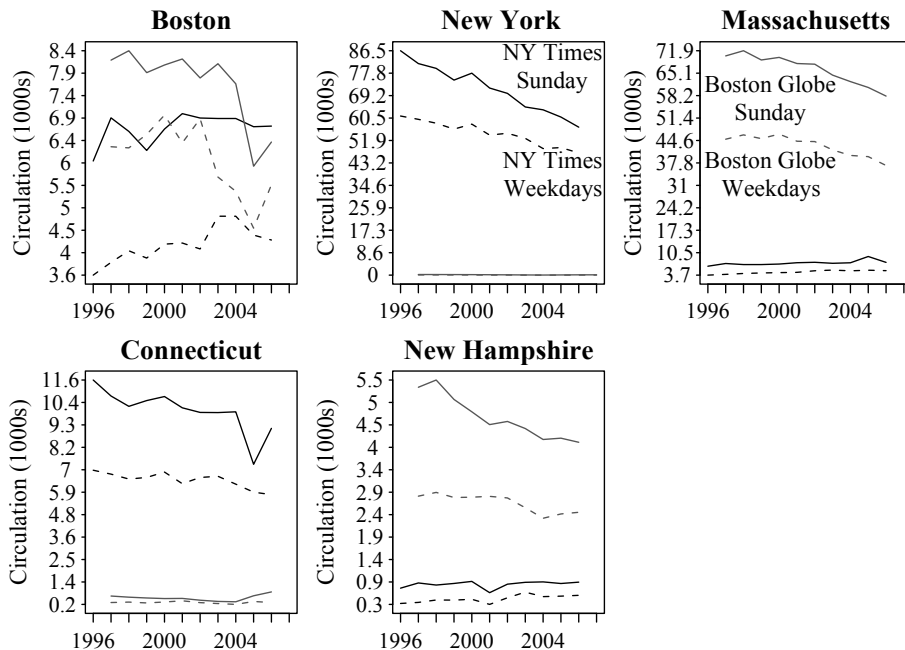 Boston
Circulation (1000s)
8.4
7.9
7.4
6.9
6.4
6
5.5
5
4.5
4
3.6
1996 2000 2004
New York
Circulation (1000s)
86.5
77.8
69.2
60.5
51.9
43.2
34.6
25.9
17.3
8.6
0
NY Times
Sunday
NY Times
Weekdays
1996 2000 2004
Massachusetts
Circulation (1000s)
71.9
65.1
58.2
51.4
44.6
37.8
31
24.2
17.3
10.5
3.7
Boston Globe
Sunday
Boston Globe
Weekdays
1996 2000 2004
Connecticut
Circulation (1000s)
11.6
10.4
9.3
8.2
7
5.9
4.8
3.6
2.5
1.4
0.2
1996 2000 2004
New Hampshire
Circulation (1000s)
5.5
5
4.5
4
3.4
2.9
2.4
1.9
1.4
0.9
0.3
1996 2000 2004